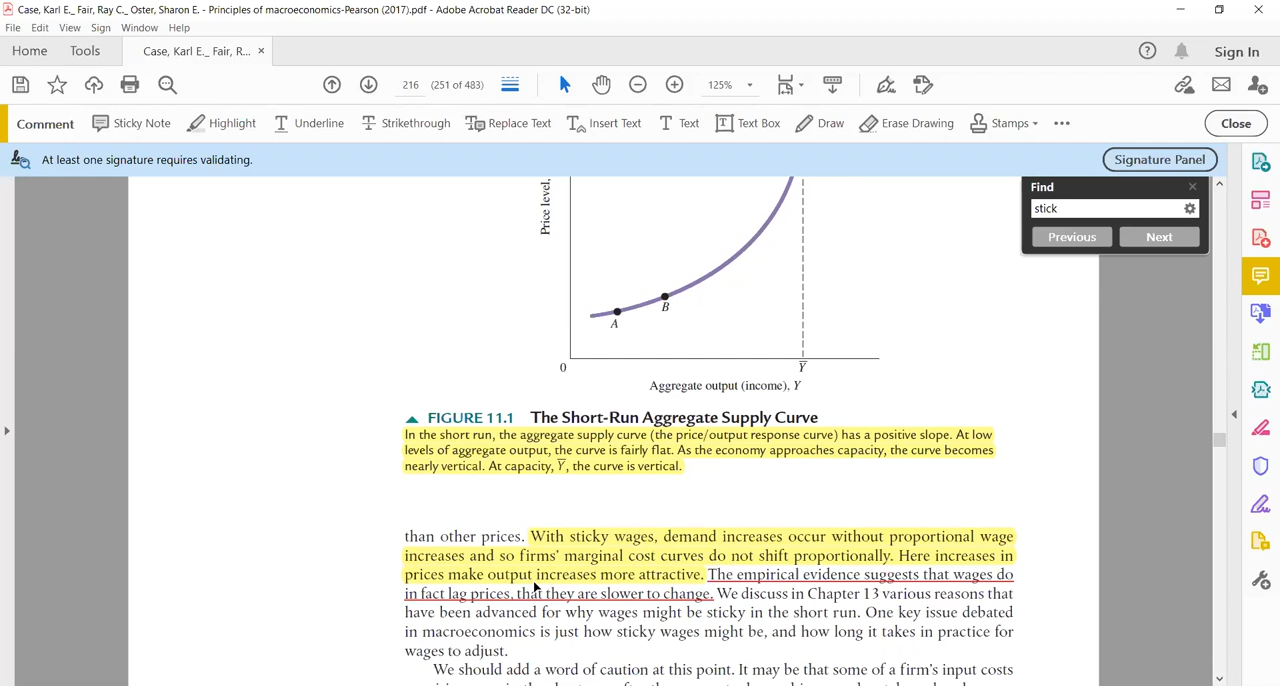 Case, Karl E._ Fair, Ray C._ Oster, Sharon E. - Principles of macroeconomics-Pearson (2017).pdf - Adobe Acrobat Reader DC (32-bit)
File Edit View Sign Window Help
Home Tools Case, Karl E._ Fair, R... × Sign In
216 (251 of 483) 125%
Comment Sticky Note Highlight Underline Strikethrough Replace Text Insert Text Text Text Box Draw Erase Drawing Stamps Close
At least one signature requires validating. Signature Panel
Find
stick
Previous Next
Price level,
A
B
0
Y̅
Aggregate output (income), Y
▲ FIGURE 11.1 The Short-Run Aggregate Supply Curve
In the short run, the aggregate supply curve (the price/output response curve) has a positive slope. At low
levels of aggregate output, the curve is fairly flat. As the economy approaches capacity, the curve becomes
nearly vertical. At capacity, Y̅, the curve is vertical.
than other prices. With sticky wages, demand increases occur without proportional wage
increases and so firms' marginal cost curves do not shift proportionally. Here increases in
prices make output increases more attractive. The empirical evidence suggests that wages do
in fact lag prices, that they are slower to change. We discuss in Chapter 13 various reasons that
have been advanced for why wages might be sticky in the short run. One key issue debated
in macroeconomics is just how sticky wages might be, and how long it takes in practice for
wages to adjust.
We should add a word of caution at this point. It may be that some of a firm's input costs